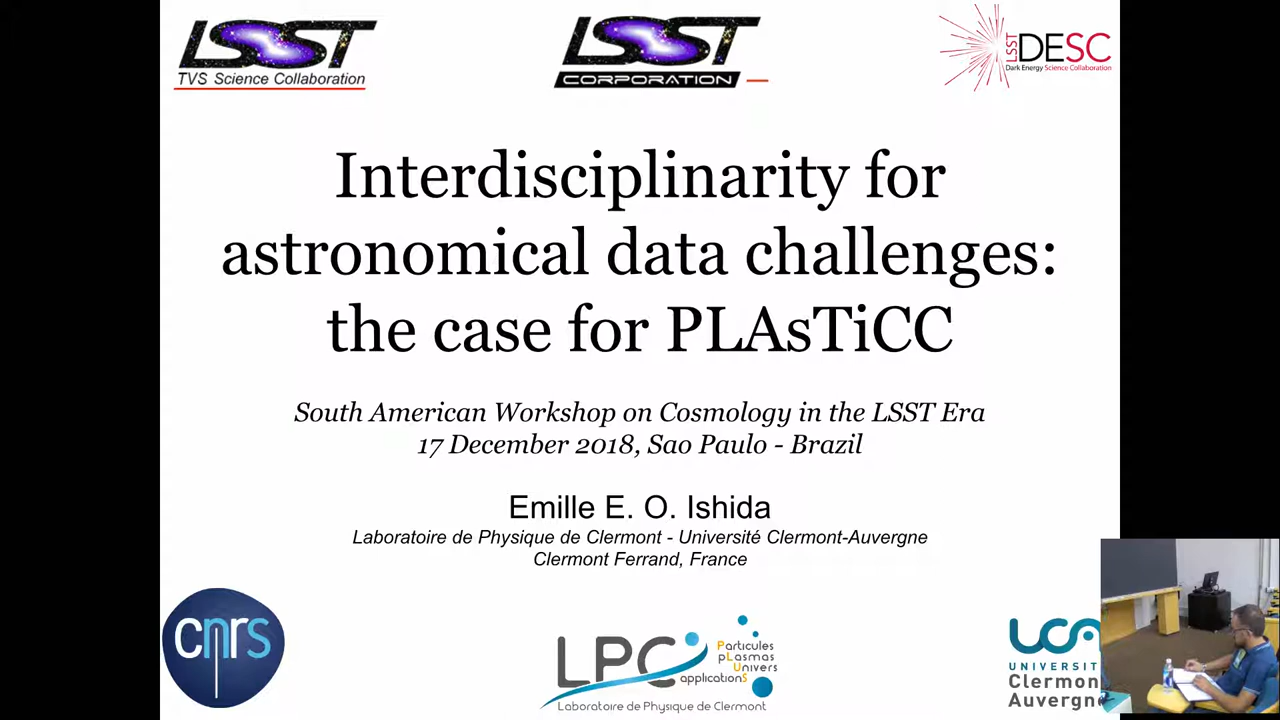 LSST
TVS Science Collaboration
LSST
CORPORATION
LSST DESC
Dark Energy Science Collaboration
Interdisciplinarity for
astronomical data challenges:
the case for PLAsTiCC
South American Workshop on Cosmology in the LSST Era
17 December 2018, Sao Paulo - Brazil
Emille E. O. Ishida
Laboratoire de Physique de Clermont - Université Clermont-Auvergne
Clermont Ferrand, France
cnrs
LPC
Particules
pLasmas
Univers
applicationS
Laboratoire de Physique de Clermont
UCA
UNIVERSIT
Clermon
Auvergne